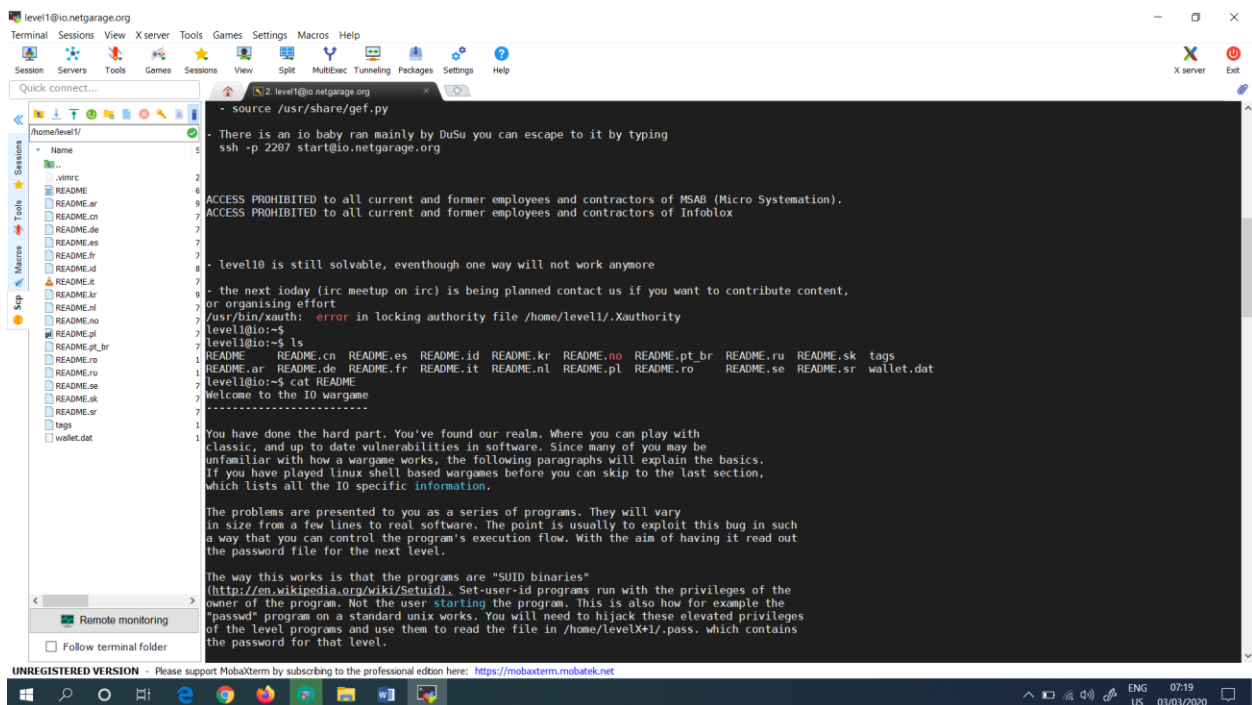 level1@io.netgarage.org
Terminal Sessions View X server Tools Games Settings Macros Help
Session Servers Tools Games Sessions View Split MultiExec Tunneling Packages Settings Help X server Exit
Quick connect...
2. level1@io.netgarage.org
/home/level1/
Name
..
.vimrc
README
README.ar
README.cn
README.de
README.es
README.fr
README.id
README.it
README.kr
README.nl
README.no
README.pl
README.pt_br
README.ro
README.ru
README.se
README.sk
README.sr
tags
wallet.dat
Sessions
Tools
Macros
Scp
Remote monitoring
Follow terminal folder
- source /usr/share/gef.py
- There is an io baby ran mainly by DuSu you can escape to it by typing
ssh -p 2207 start@io.netgarage.org
ACCESS PROHIBITED to all current and former employees and contractors of MSAB (Micro Systemation).
ACCESS PROHIBITED to all current and former employees and contractors of Infoblox
- level10 is still solvable, eventhough one way will not work anymore
- the next ioday (irc meetup on irc) is being planned contact us if you want to contribute content,
or organising effort
/usr/bin/xauth: error in locking authority file /home/level1/.Xauthority
level1@io:~$
level1@io:~$ ls
README README.cn README.es README.id README.kr README.no README.pt_br README.ru README.sk tags
README.ar README.de README.fr README.it README.nl README.pl README.ro README.se README.sr wallet.dat
level1@io:~$ cat README
Welcome to the IO wargame
-------------------------
You have done the hard part. You've found our realm. Where you can play with
classic, and up to date vulnerabilities in software. Since many of you may be
unfamiliar with how a wargame works, the following paragraphs will explain the basics.
If you have played linux shell based wargames before you can skip to the last section,
which lists all the IO specific information.
The problems are presented to you as a series of programs. They will vary
in size from a few lines to real software. The point is usually to exploit this bug in such
a way that you can control the program's execution flow. With the aim of having it read out
the password file for the next level.
The way this works is that the programs are "SUID binaries"
(http://en.wikipedia.org/wiki/Setuid). Set-user-id programs run with the privileges of the
owner of the program. Not the user starting the program. This is also how for example the
"passwd" program on a standard unix works. You will need to hijack these elevated privileges
of the level programs and use them to read the file in /home/levelX+1/.pass. which contains
the password for that level.
UNREGISTERED VERSION - Please support MobaXterm by subscribing to the professional edition here: https://mobaxterm.mobatek.net
ENG
US
07:19
03/03/2020